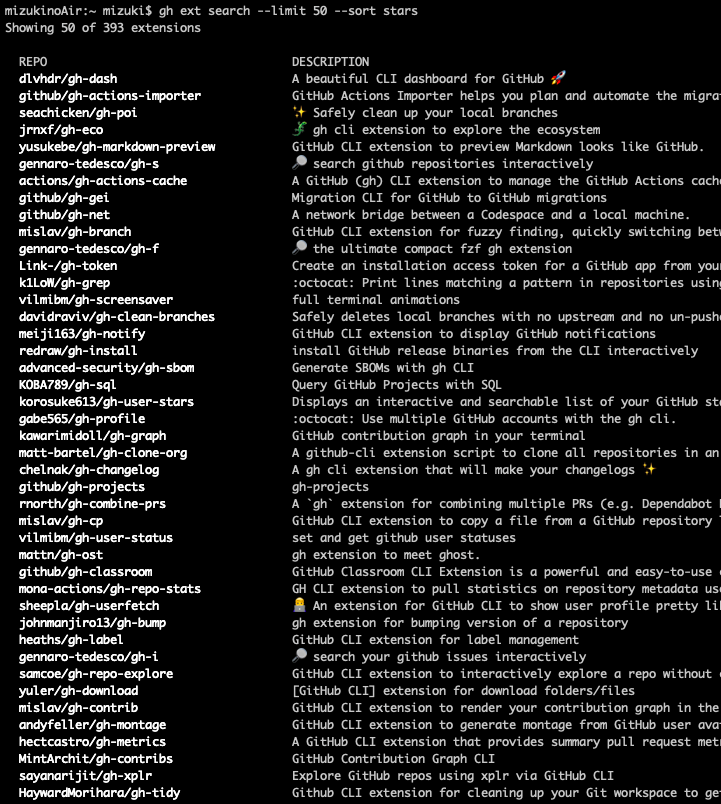 mizukinoAir:~ mizuki$ gh ext search --limit 50 --sort stars
Showing 50 of 393 extensions
REPO DESCRIPTION
dlvhdr/gh-dash A beautiful CLI dashboard for GitHub 🚀
github/gh-actions-importer GitHub Actions Importer helps you plan and automate the migra
seachicken/gh-poi ✨ Safely clean up your local branches
jrnxf/gh-eco 🦎 gh cli extension to explore the ecosystem
yusukebe/gh-markdown-preview GitHub CLI extension to preview Markdown looks like GitHub.
gennaro-tedesco/gh-s 🔎 search github repositories interactively
actions/gh-actions-cache A GitHub (gh) CLI extension to manage the GitHub Actions cach
github/gh-gei Migration CLI for GitHub to GitHub migrations
github/gh-net A network bridge between a Codespace and a local machine.
mislav/gh-branch GitHub CLI extension for fuzzy finding, quickly switching betw
gennaro-tedesco/gh-f 🔎 the ultimate compact fzf gh extension
Link-/gh-token Create an installation access token for a GitHub app from your
k1LoW/gh-grep :octocat: Print lines matching a pattern in repositories using
vilmibm/gh-screensaver full terminal animations
davidraviv/gh-clean-branches Safely deletes local branches with no upstream and no un-pushe
meiji163/gh-notify GitHub CLI extension to display GitHub notifications
redraw/gh-install install GitHub release binaries from the CLI interactively
advanced-security/gh-sbom Generate SBOMs with gh CLI
KOBA789/gh-sql Query GitHub Projects with SQL
korosuke613/gh-user-stars Displays an interactive and searchable list of your GitHub st
gabe565/gh-profile :octocat: Use multiple GitHub accounts with the gh cli.
kawarimidoll/gh-graph GitHub contribution graph in your terminal
matt-bartel/gh-clone-org A github-cli extension script to clone all repositories in an
chelnak/gh-changelog A gh cli extension that will make your changelogs ✨
github/gh-projects gh-projects
rnorth/gh-combine-prs A `gh` extension for combining multiple PRs (e.g. Dependabot
mislav/gh-cp GitHub CLI extension to copy a file from a GitHub repository
vilmibm/gh-user-status set and get github user statuses
mattn/gh-ost gh extension to meet ghost.
github/gh-classroom GitHub Classroom CLI Extension is a powerful and easy-to-use
mona-actions/gh-repo-stats GH CLI extension to pull statistics on repository metadata use
sheepla/gh-userfetch 👨‍💻 An extension for GitHub CLI to show user profile pretty li
johnmanjiro13/gh-bump gh extension for bumping version of a repository
heaths/gh-label GitHub CLI extension for label management
gennaro-tedesco/gh-i 🔎 search your github issues interactively
samcoe/gh-repo-explore GitHub CLI extension to interactively explore a repo without
yuler/gh-download [GitHub CLI] extension for download folders/files
mislav/gh-contrib GitHub CLI extension to render your contribution graph in the
andyfeller/gh-montage GitHub CLI extension to generate montage from GitHub user ava
hectcastro/gh-metrics A GitHub CLI extension that provides summary pull request metr
MintArchit/gh-contribs GitHub Contribution Graph CLI
sayanarijit/gh-xplr Explore GitHub repos using xplr via GitHub CLI
HaywardMorihara/gh-tidy GitHub CLI extension for cleaning up your Git workspace to ge